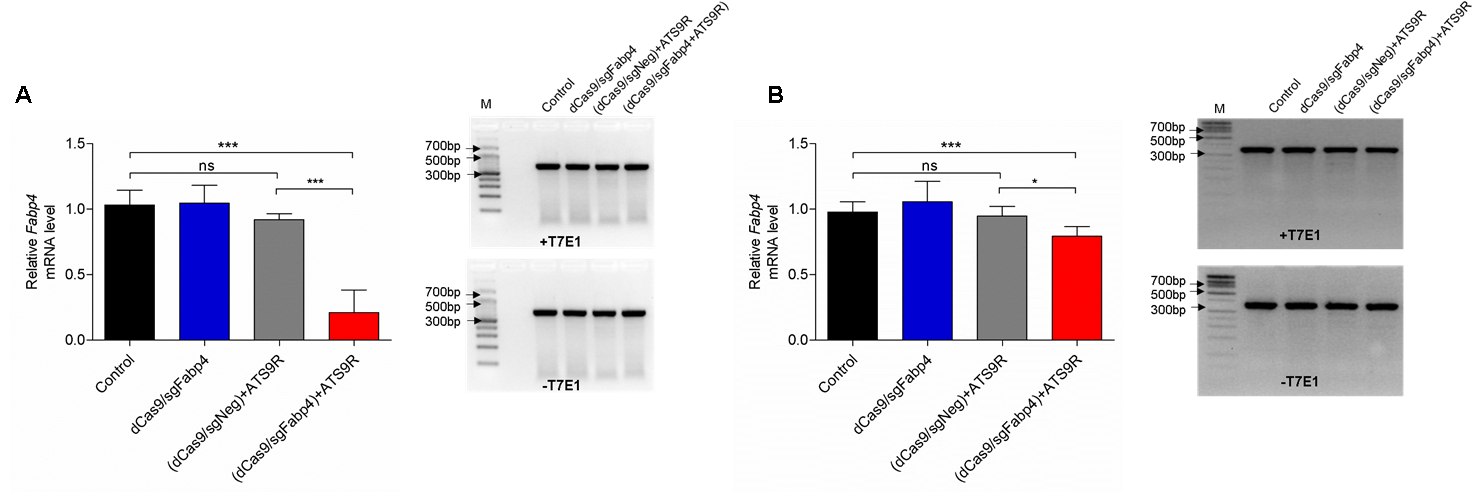 A
Relative Fabp4
mRNA level
1.5
1.0
0.5
0.0
***
ns
***
Control
dCas9/sgFabp4
(dCas9/sgNeg)+ATS9R
(dCas9/sgFabp4)+ATS9R
M
Control
dCas9/sgFabp4
(dCas9/sgNeg)+ATS9R
(dCas9/sgFabp4+ATS9R)
700bp
500bp
300bp
+T7E1
700bp
500bp
300bp
-T7E1
B
Relative Fabp4
mRNA level
1.5
1.0
0.5
0.0
***
ns
*
Control
dCas9/sgFabp4
(dCas9/sgNeg)+ATS9R
(dCas9/sgFabp4)+ATS9R
M
Control
dCas9/sgFabp4
(dCas9/sgNeg)+ATS9R
(dCas9/sgFabp4)+ATS9R
700bp
500bp
300bp
+T7E1
700bp
500bp
300bp
-T7E1